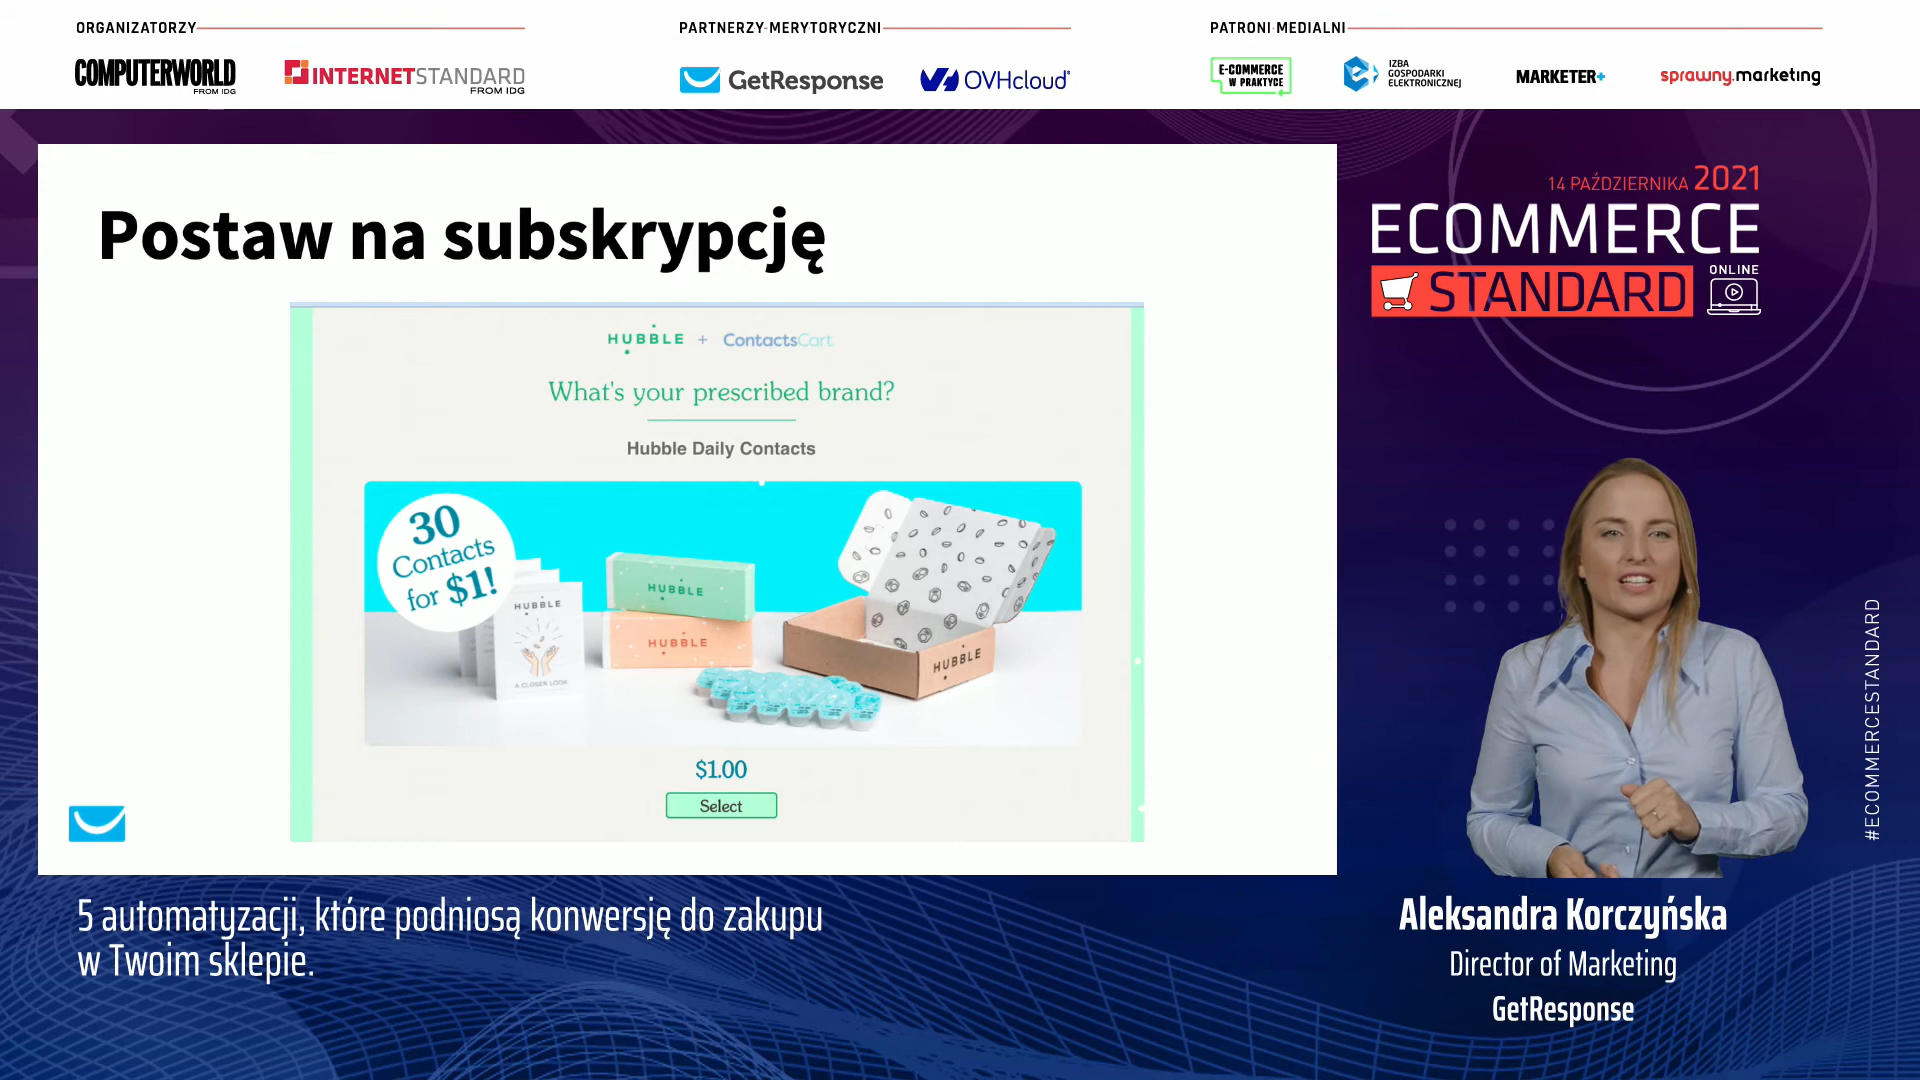 ORGANIZATORZY
COMPUTERWORLD
FROM IDG
INTERNETSTANDARD
FROM IDG
PARTNERZY MERYTORYCZNI
GetResponse
OVHcloud
PATRONI MEDIALNI
E-COMMERCE
W PRAKTYCE
IZBA
GOSPODARKI
ELEKTRONICZNEJ
MARKETER+
sprawny.marketing
Postaw na subskrypcję
HUBBLE + ContactsCart
What's your prescribed brand?
Hubble Daily Contacts
30
Contacts
for $1!
HUBBLE
A CLOSER LOOK
HUBBLE
HUBBLE
HUBBLE
$1.00
Select
14 PAŹDZIERNIKA 2021
ECOMMERCE
STANDARD
ONLINE
#ECOMMERCESTANDARD
5 automatyzacji, które podniosą konwersję do zakupu
w Twoim sklepie.
Aleksandra Korczyńska
Director of Marketing
GetResponse